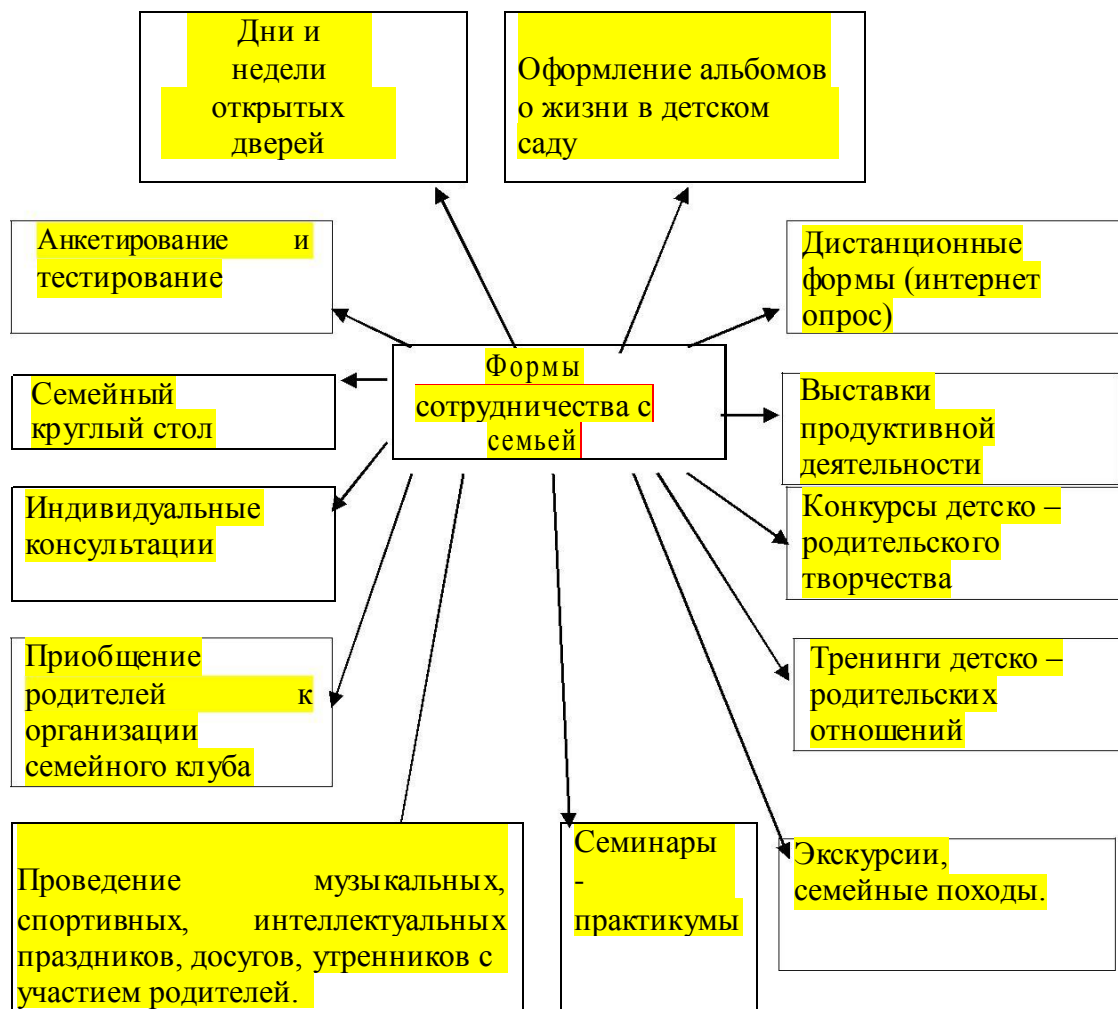 Дни и
недели
открытых
дверей
Оформление альбомов
о жизни в детском
саду
Анкетирование и
тестирование
Дистанционные
формы (интернет
опрос)
Формы
сотрудничества с
семьей
Семейный
круглый стол
Выставки
продуктивной
деятельности
Индивидуальные
консультации
Конкурсы детско –
родительского
творчества
Приобщение
родителей к
организации
семейного клуба
Тренинги детско –
родительских
отношений
Проведение музыкальных,
спортивных, интеллектуальных
праздников, досугов, утренников с
участием родителей.
Семинары
-
практикумы
Экскурсии,
семейные походы.